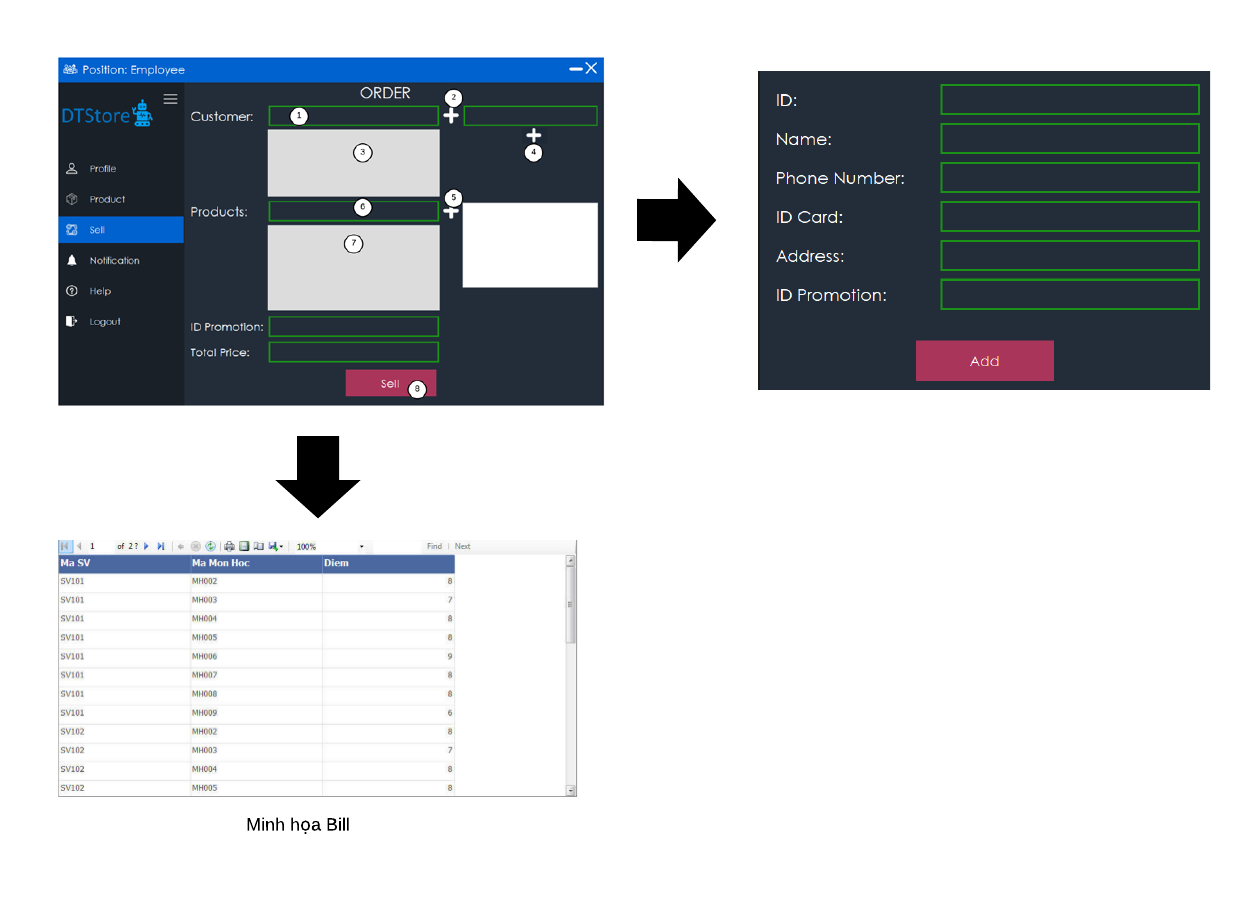 Position: Employee
DTStore
ORDER
Customer:
1
2
3
4
Profile
Product
Products:
5
6
7
Sell
Notification
Help
Logout
ID Promotion:
Total Price:
Sell
8
ID:
Name:
Phone Number:
ID Card:
Address:
ID Promotion:
Add
1 of 2? 100% Find | Next
Ma SV Ma Mon Hoc Diem
SV101 MH002 8
SV101 MH003 7
SV101 MH004 8
SV101 MH005 8
SV101 MH006 9
SV101 MH007 8
SV101 MH008 8
SV101 MH009 6
SV102 MH002 8
SV102 MH003 7
SV102 MH004 8
SV102 MH005 8
Minh họa Bill